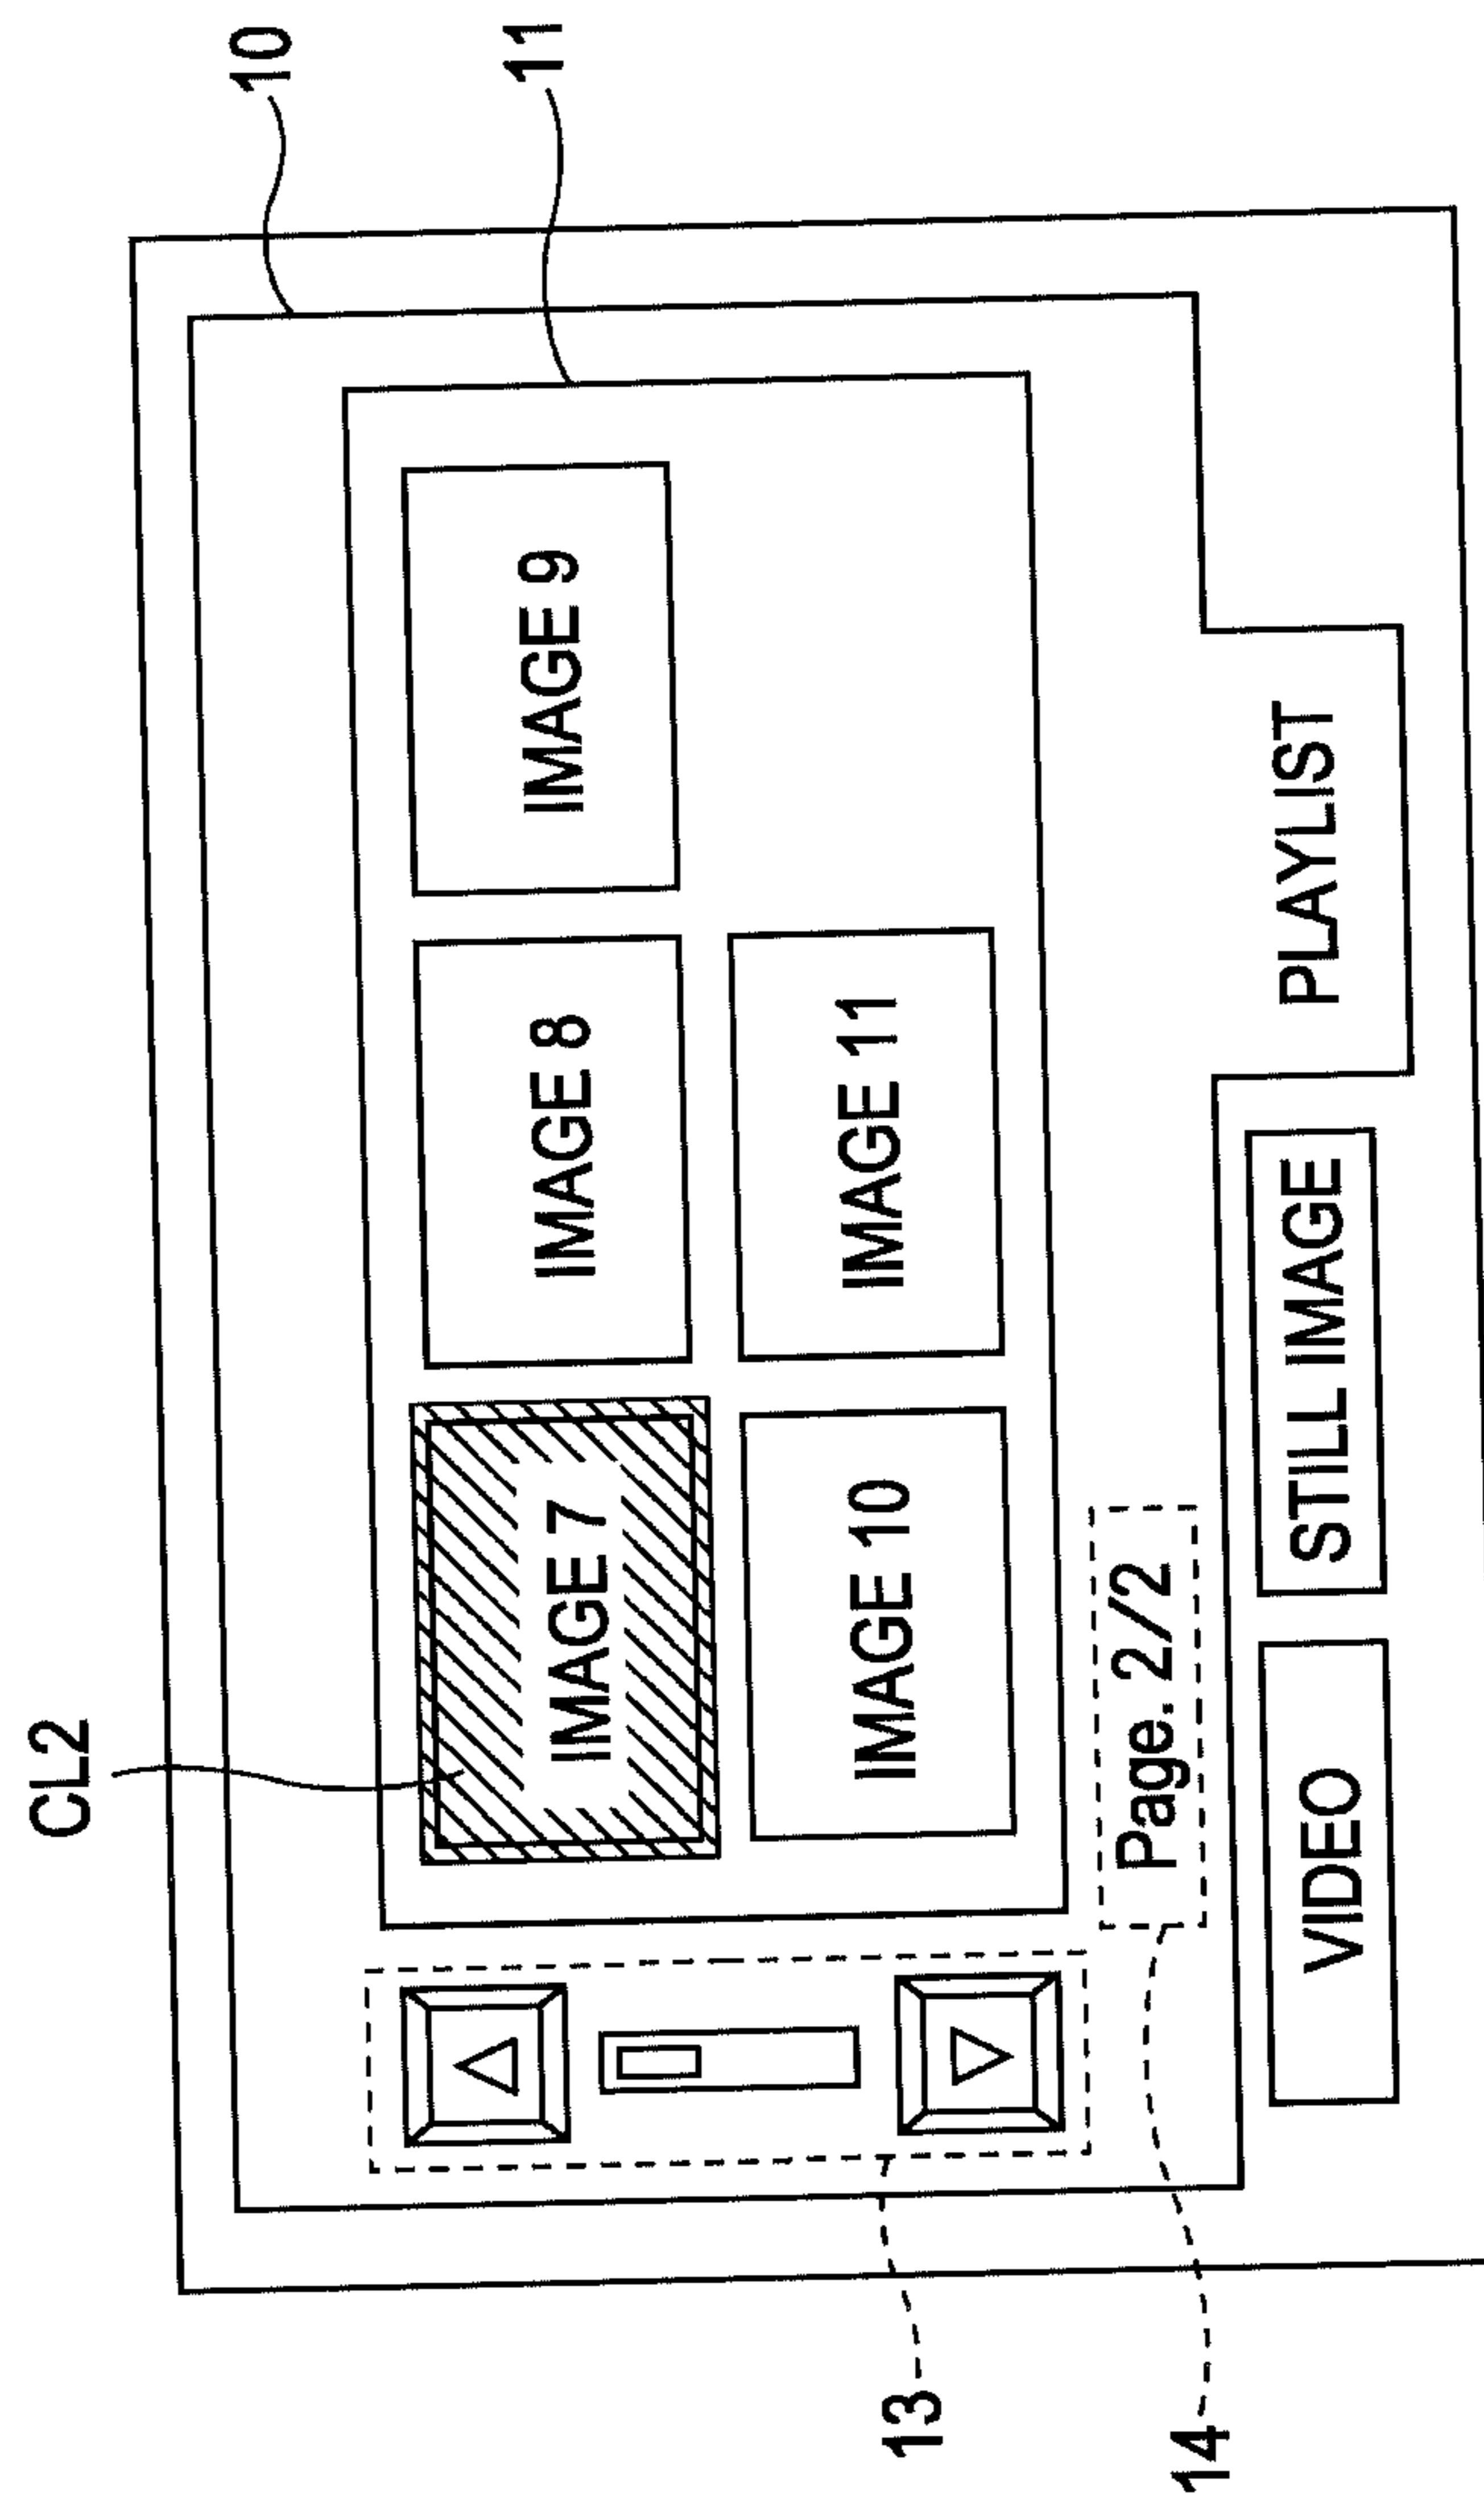 CL2
10
11
IMAGE 7
IMAGE 8
IMAGE 9
IMAGE 10
IMAGE 11
13
Page. 2/2
14
VIDEO
STILL IMAGE
PLAYLIST